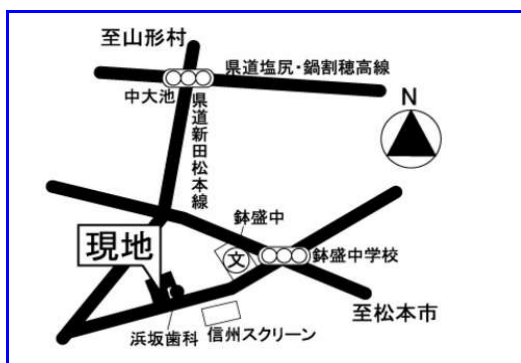 至山形村
県道塩尻・鍋割穂高線
中大池
県道新田松本線
N
鉢盛中
文
現地
鉢盛中学校
至松本市
浜坂歯科
信州スクリーン